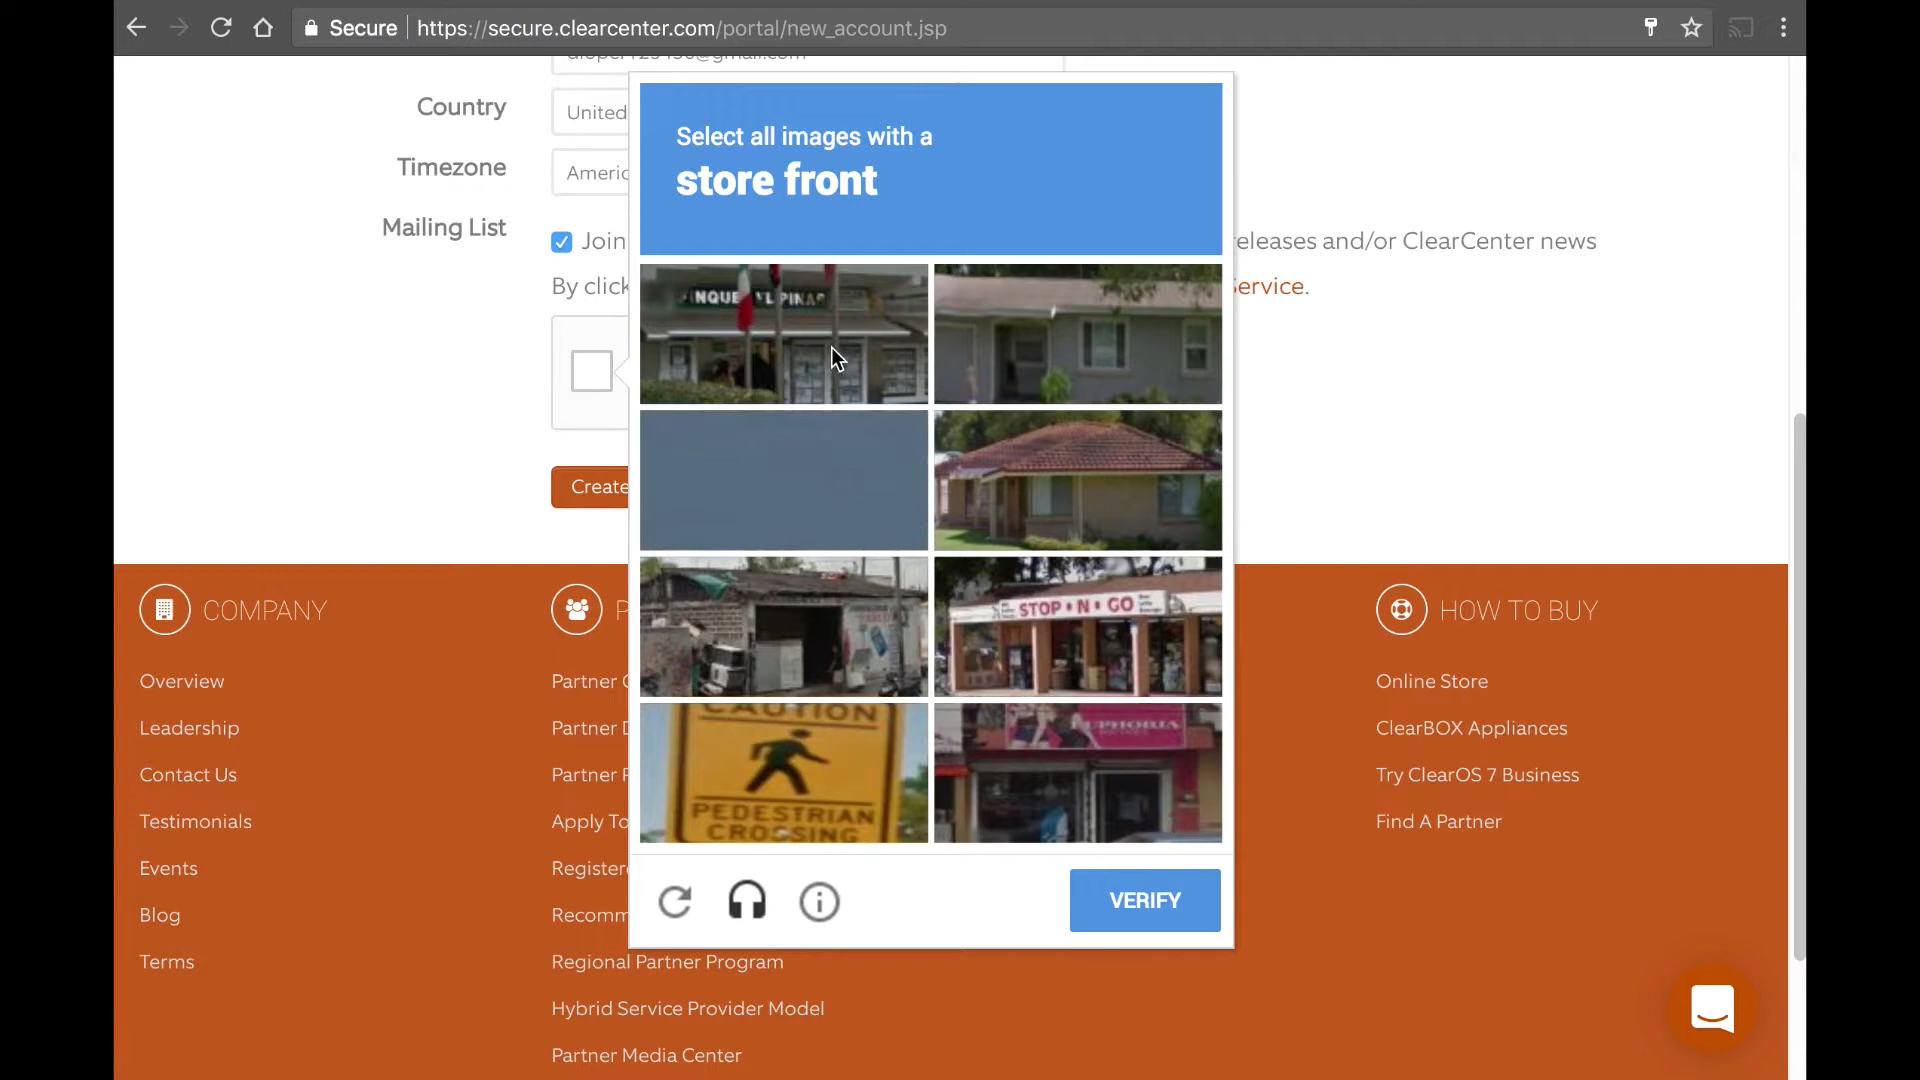 Secure
https://secure.clearcenter.com/portal/new_account.jsp
Country
United
Timezone
Americ
Mailing List
Join
releases and/or ClearCenter news
By click
Service.
Select all images with a
store front
STOP • N • GO
CAUTION
PEDESTRIAN
CROSSING
EUPHORIA
VERIFY
Create
COMPANY
Overview
Leadership
Contact Us
Testimonials
Events
Blog
Terms
P
Partner
Partner
Partner
Apply To
Register
Recomm
Regional Partner Program
Hybrid Service Provider Model
Partner Media Center
HOW TO BUY
Online Store
ClearBOX Appliances
Try ClearOS 7 Business
Find A Partner